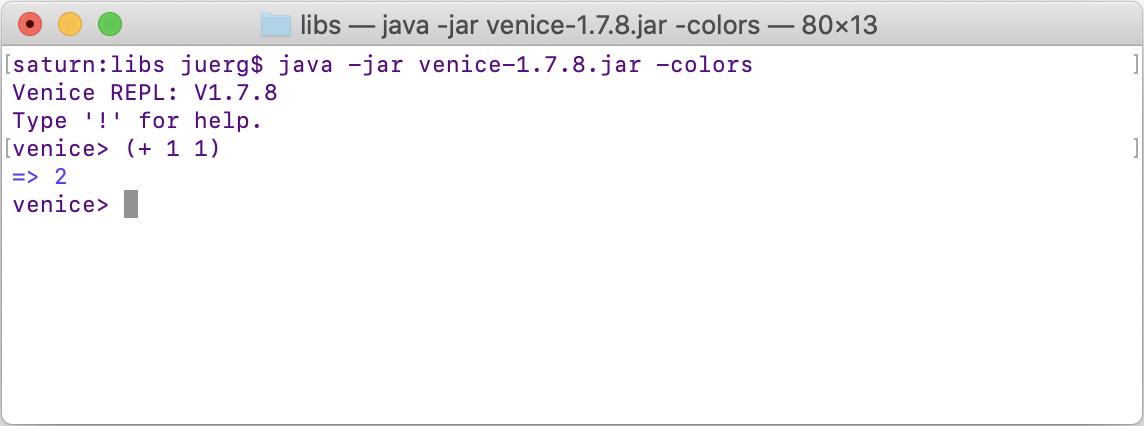 libs — java -jar venice-1.7.8.jar -colors — 80×13
[saturn:libs juerg$ java -jar venice-1.7.8.jar -colors ]
Venice REPL: V1.7.8
Type '!' for help.
[venice> (+ 1 1) ]
=> 2
venice>